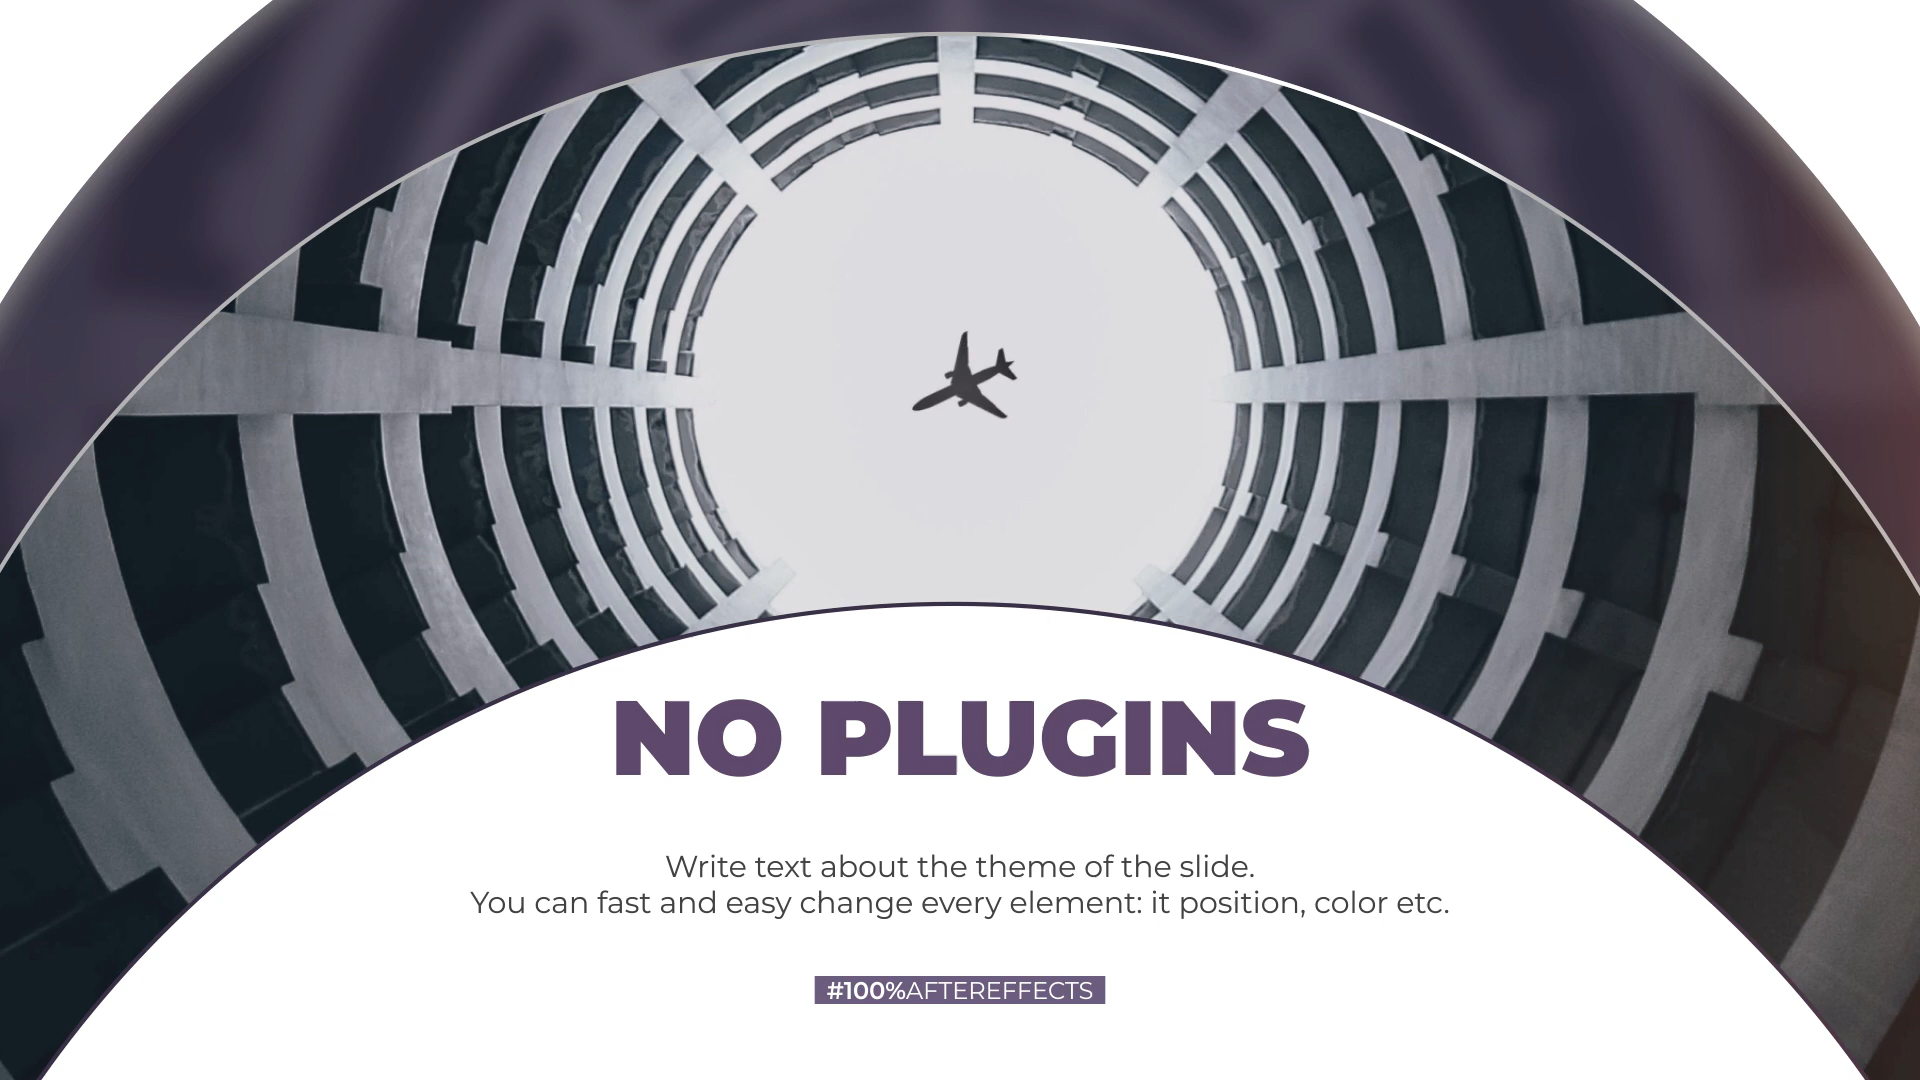 NO PLUGINS
Write text about the theme of the slide.
You can fast and easy change every element: it position, color etc.
#100%AFTEREFFECTS